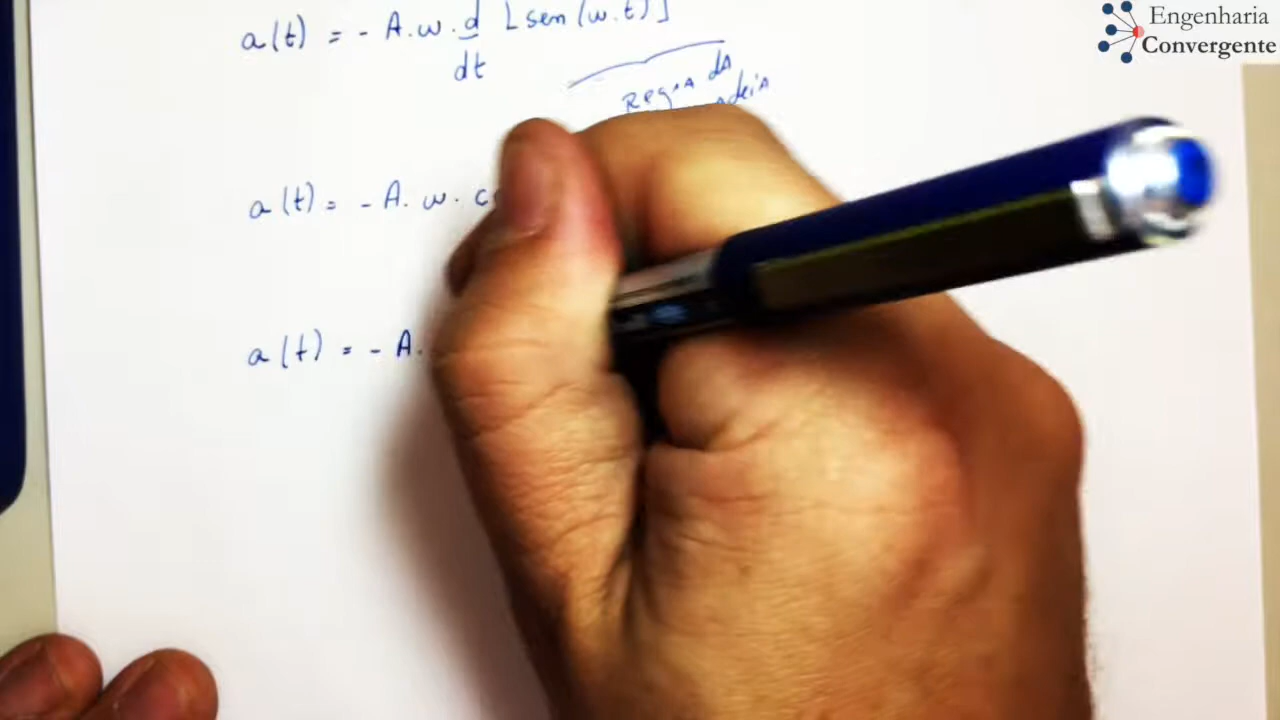 Engenharia
Convergente
a(t) = - A.w. d [sen(w.t)]
dt
Regra da
a(t) = - A. w.
a(t) = - A.